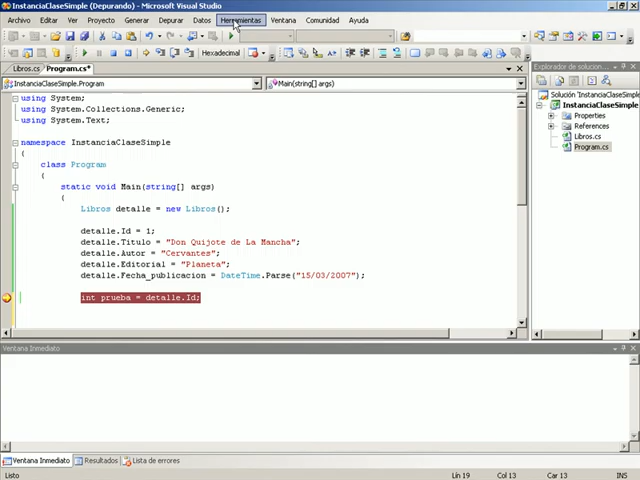 InstanciaClaseSimple (Depurando) - Microsoft Visual Studio
Archivo Editar Ver Proyecto Generar Depurar Datos Herramientas Ventana Comunidad Ayuda
Hexadecimal
Libros.cs Program.cs*
InstanciaClaseSimple.Program Main(string[] args)
using System;
using System.Collections.Generic;
using System.Text;
namespace InstanciaClaseSimple
{
class Program
{
static void Main(string[] args)
{
Libros detalle = new Libros();
detalle.Id = 1;
detalle.Titulo = "Don Quijote de La Mancha";
detalle.Autor = "Cervantes";
detalle.Editorial = "Planeta";
detalle.Fecha_publicacion = DateTime.Parse("15/03/2007");
int prueba = detalle.Id;
Explorador de solucion...
Solución "InstanciaClaseSimple"
InstanciaClaseSimple
Properties
References
Libros.cs
Program.cs
Ventana Inmediato
Ventana Inmediato Resultados Lista de errores
Listo Lín 19 Col 13 Car 13 INS